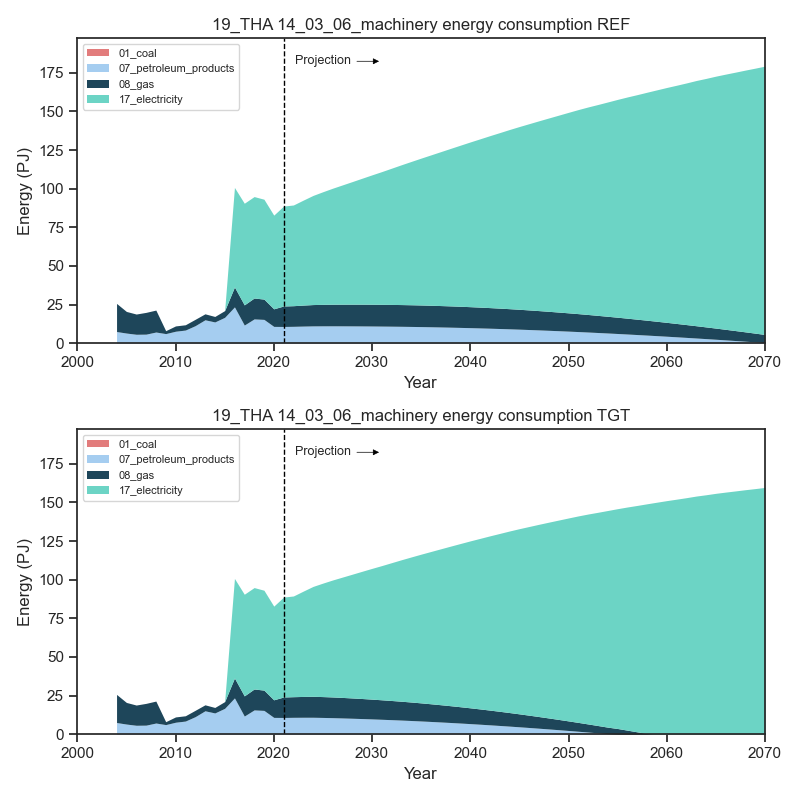 19_THA 14_03_06_machinery energy consumption REF
01_coal
07_petroleum_products
08_gas
17_electricity
Projection
175
150
125
100
75
50
25
0
Energy (PJ)
2000 2010 2020 2030 2040 2050 2060 2070
Year
19_THA 14_03_06_machinery energy consumption TGT
01_coal
07_petroleum_products
08_gas
17_electricity
Projection
175
150
125
100
75
50
25
0
Energy (PJ)
2000 2010 2020 2030 2040 2050 2060 2070
Year